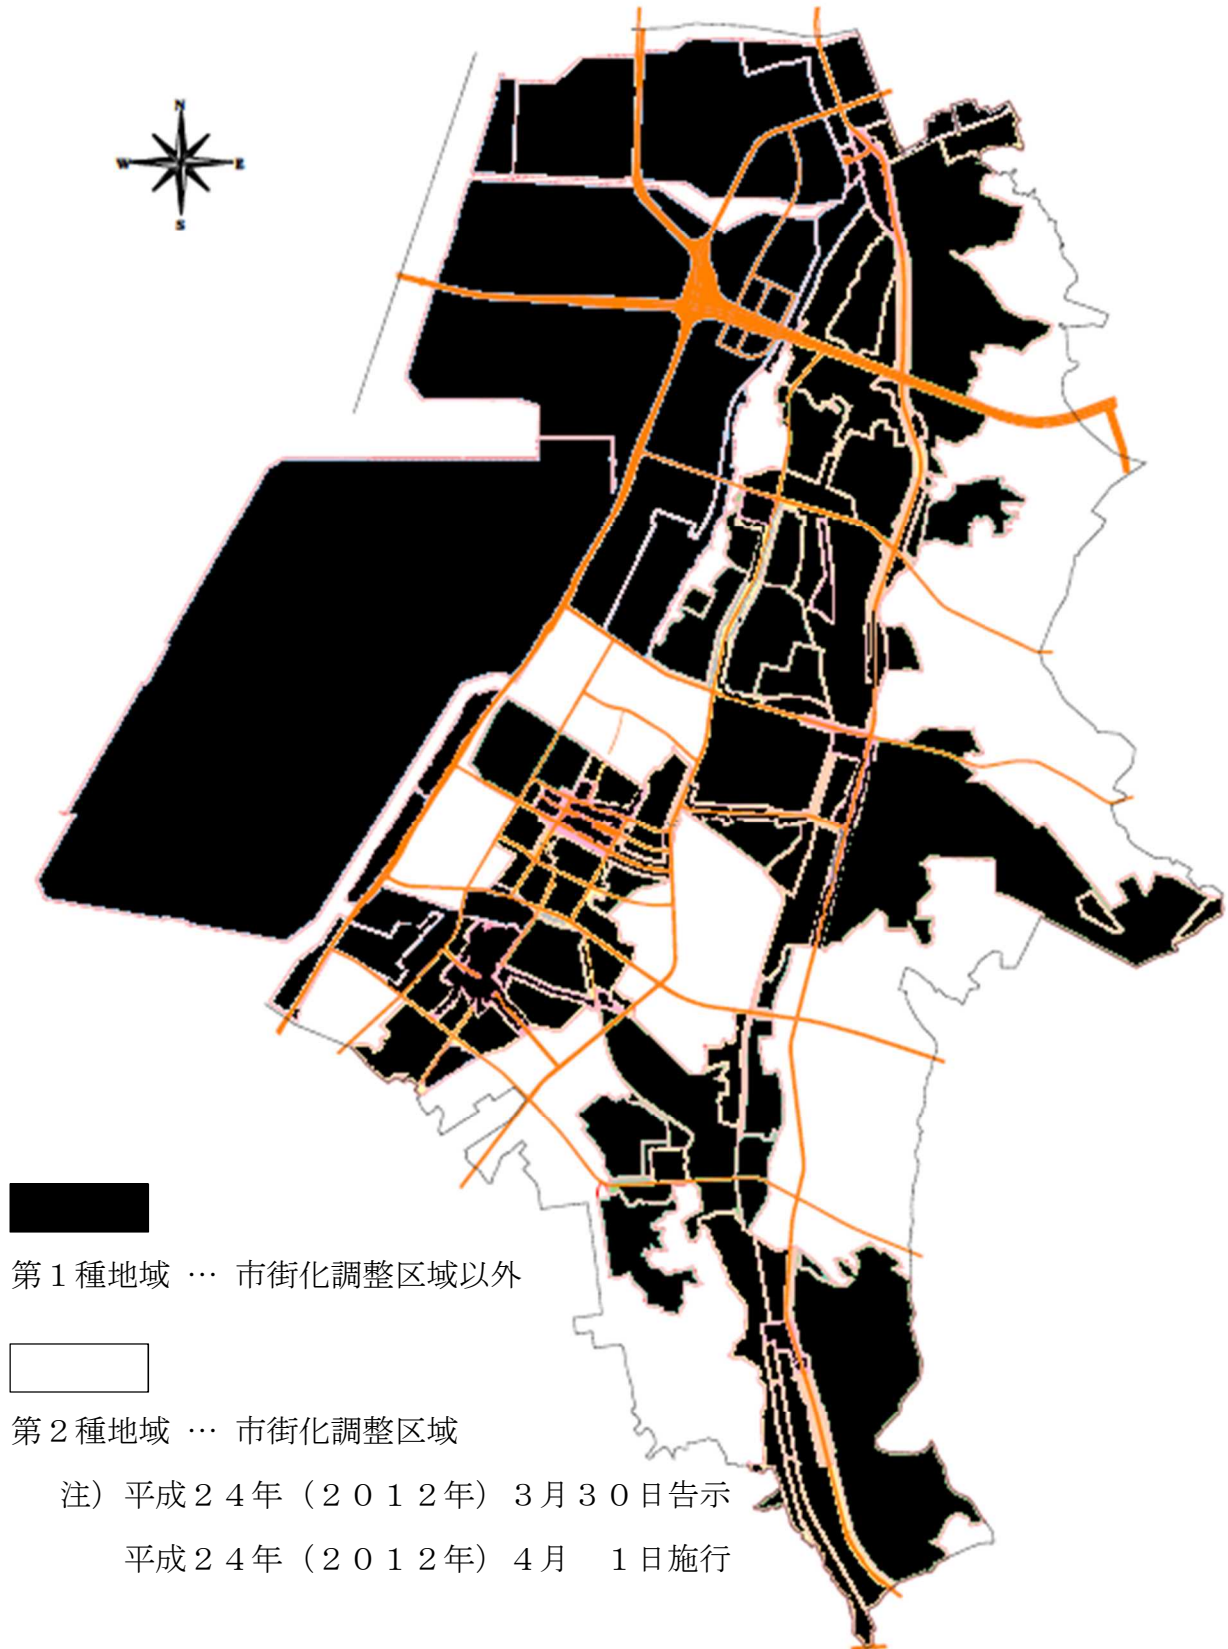 N
W E
S
第１種地域 … 市街化調整区域以外
第２種地域 … 市街化調整区域
注）平成２４年（２０１２年）３月３０日告示
平成２４年（２０１２年）４月　１日施行